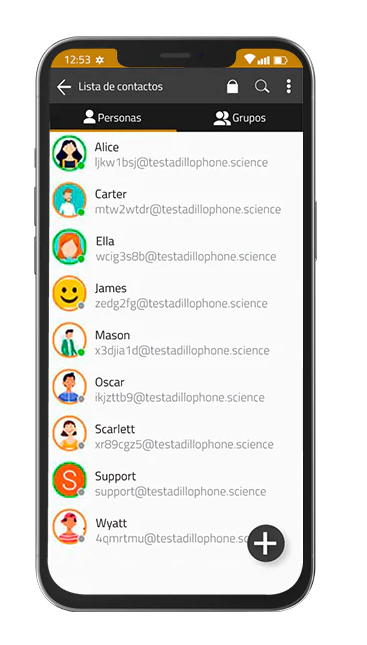 12:53
Lista de contactos
Personas
Grupos
Alice
ljkw1bsj@testadillophone.science
Carter
mtw2wtdr@testadillophone.science
Ella
wcig3s8b@testadillophone.science
James
zedg2fg@testadillophone.science
Mason
x3djia1d@testadillophone.science
Oscar
ikjzttb9@testadillophone.science
Scarlett
xr89cgz5@testadillophone.science
S
Support
support@testadillophone.science
Wyatt
4qmrtmu@testadillophone.sc